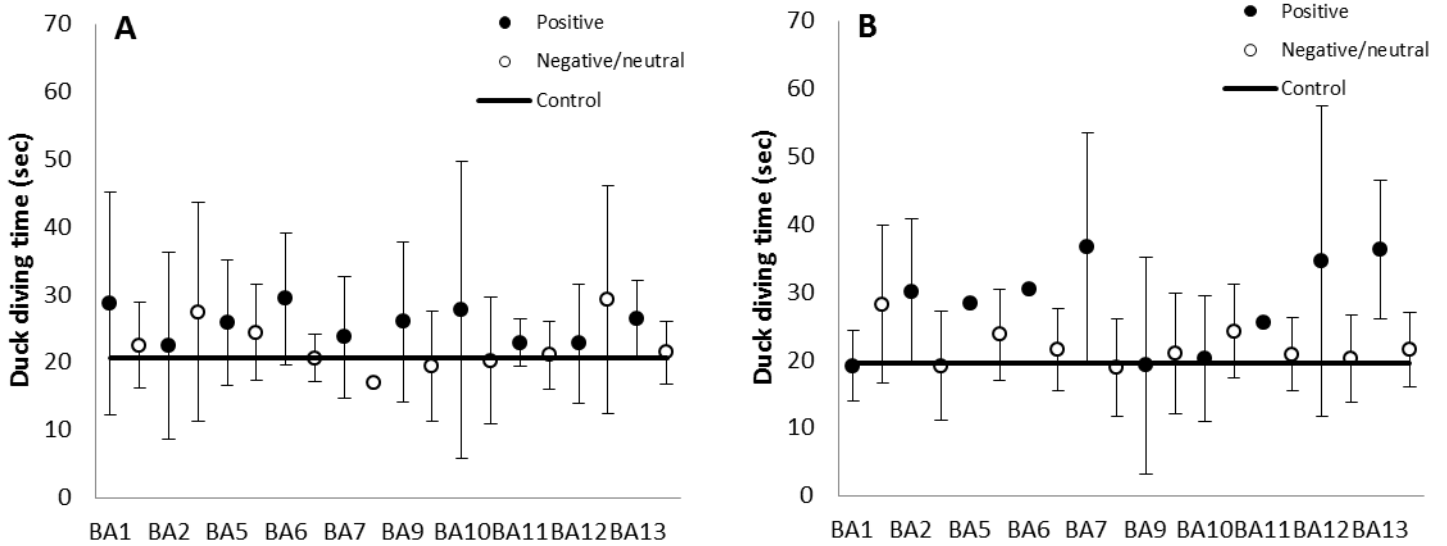 A
Positive
Negative/neutral
Control
Duck diving time (sec)
70
60
50
40
30
20
10
0
BA1 BA2 BA5 BA6 BA7 BA9 BA10 BA11 BA12 BA13
B
Positive
Negative/neutral
Control
Duck diving time (sec)
70
60
50
40
30
20
10
0
BA1 BA2 BA5 BA6 BA7 BA9 BA10 BA11 BA12 BA13